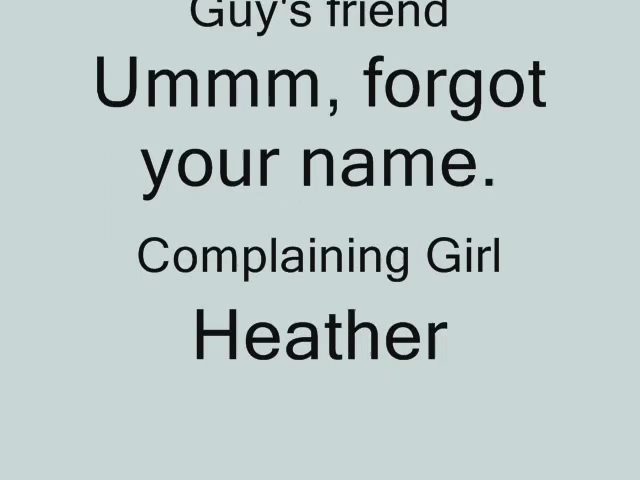 Guy's friend
Ummm, forgot
your name.
Complaining Girl
Heather